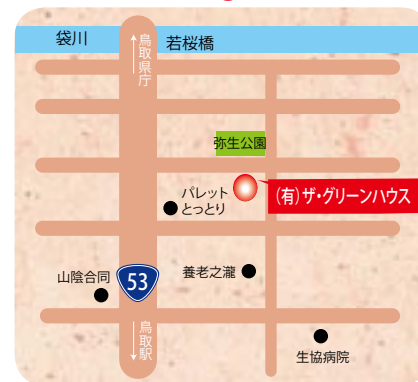 袋川
↑鳥取県庁
若桜橋
弥生公園
パレット
とっとり
(有)ザ・グリーンハウス
山陰合同
53
養老之瀧
鳥取駅↓
生協病院